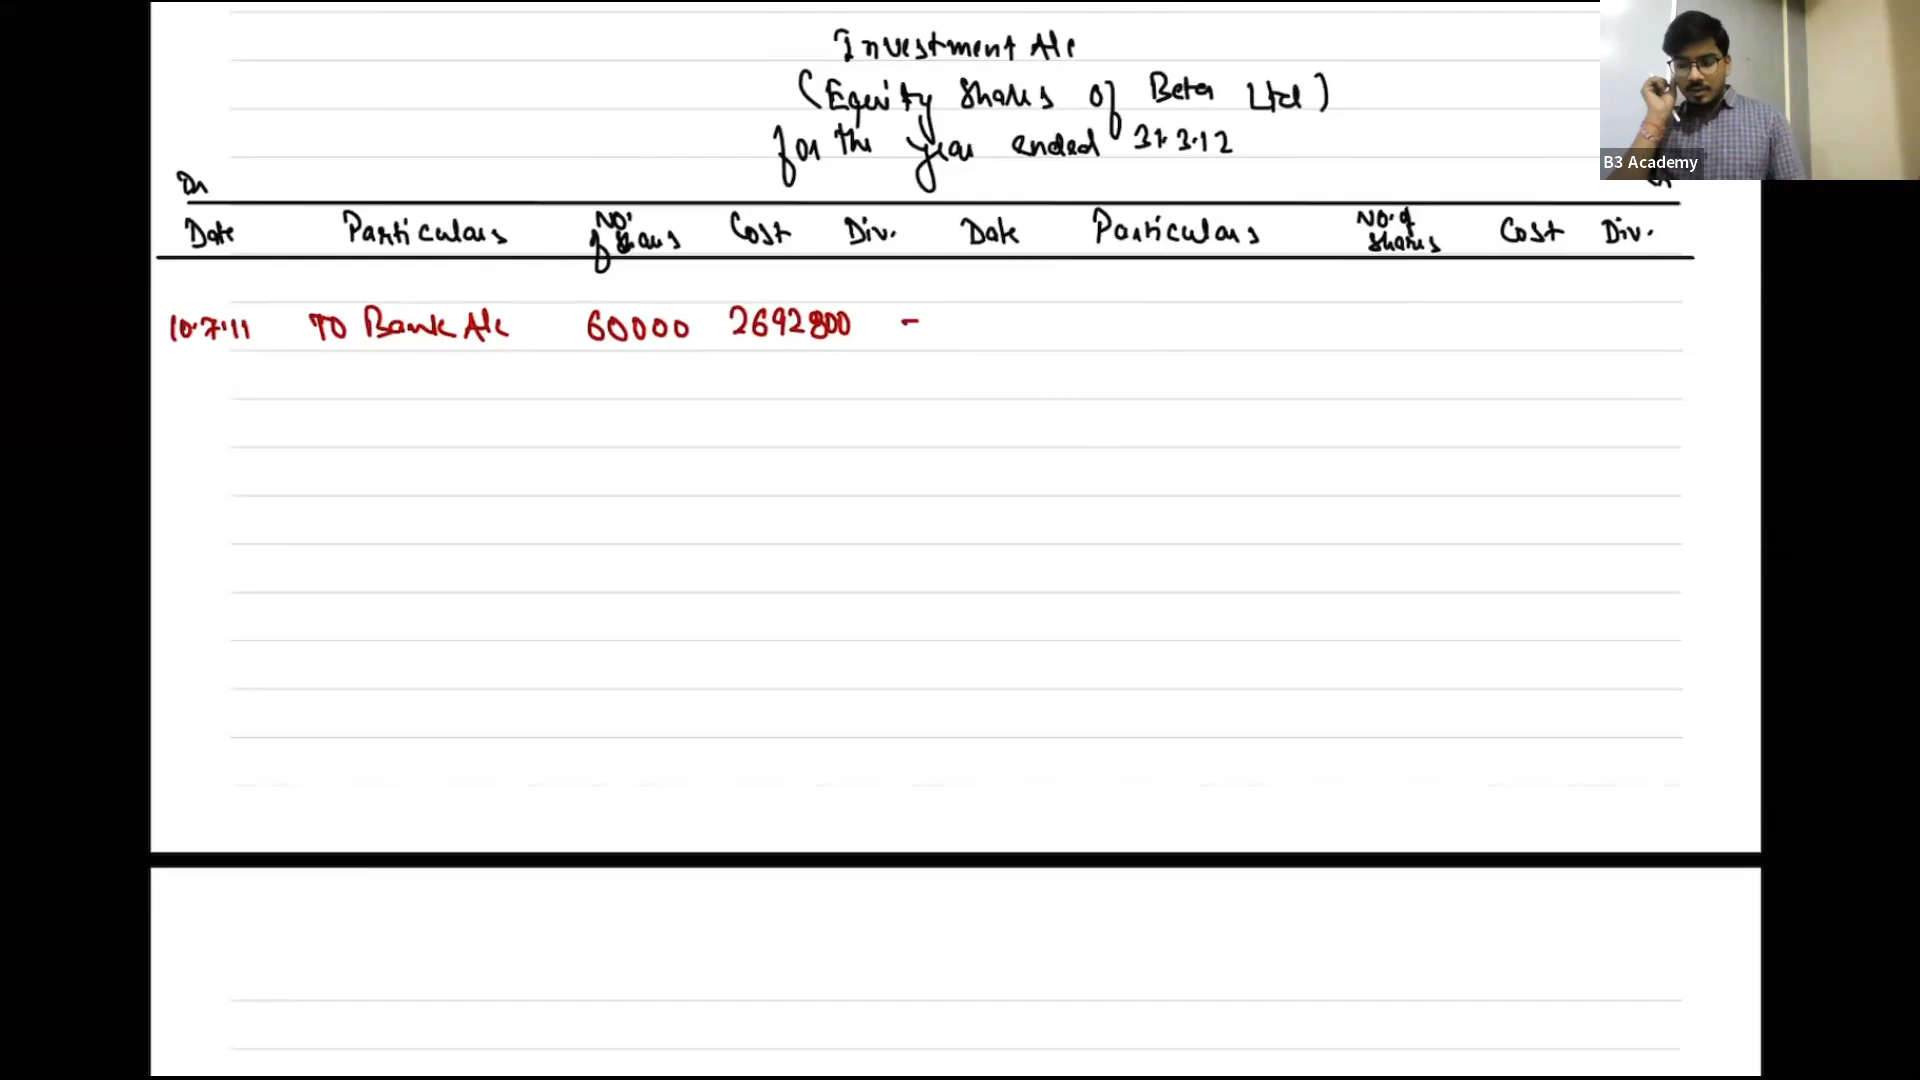 Investment A/c
(Equity Shares of Beta Ltd)
for the year ended 31.3.12
Dr
Date Particulars No. of Shares Cost Div. Date Particulars No. of Shares Cost Div.
10.7.11 TO Bank A/c 60000 2692800 -
B3 Academy